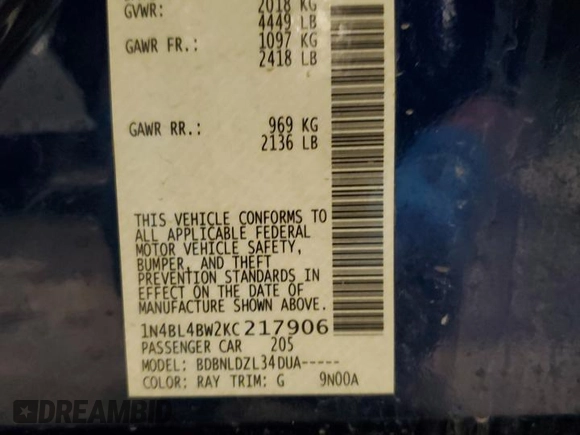 GVWR: 2018 KG
4449 LB
GAWR FR.: 1097 KG
2418 LB
GAWR RR.: 969 KG
2136 LB
THIS VEHICLE CONFORMS TO
ALL APPLICABLE FEDERAL
MOTOR VEHICLE SAFETY,
BUMPER, AND THEFT
PREVENTION STANDARDS IN
EFFECT ON THE DATE OF
MANUFACTURE SHOWN ABOVE.
1N4BL4BW2KC217906
PASSENGER CAR 205
MODEL: BDBNLDZL34DUA-----
COLOR: RAY TRIM: G 9N00A
DREAMBID